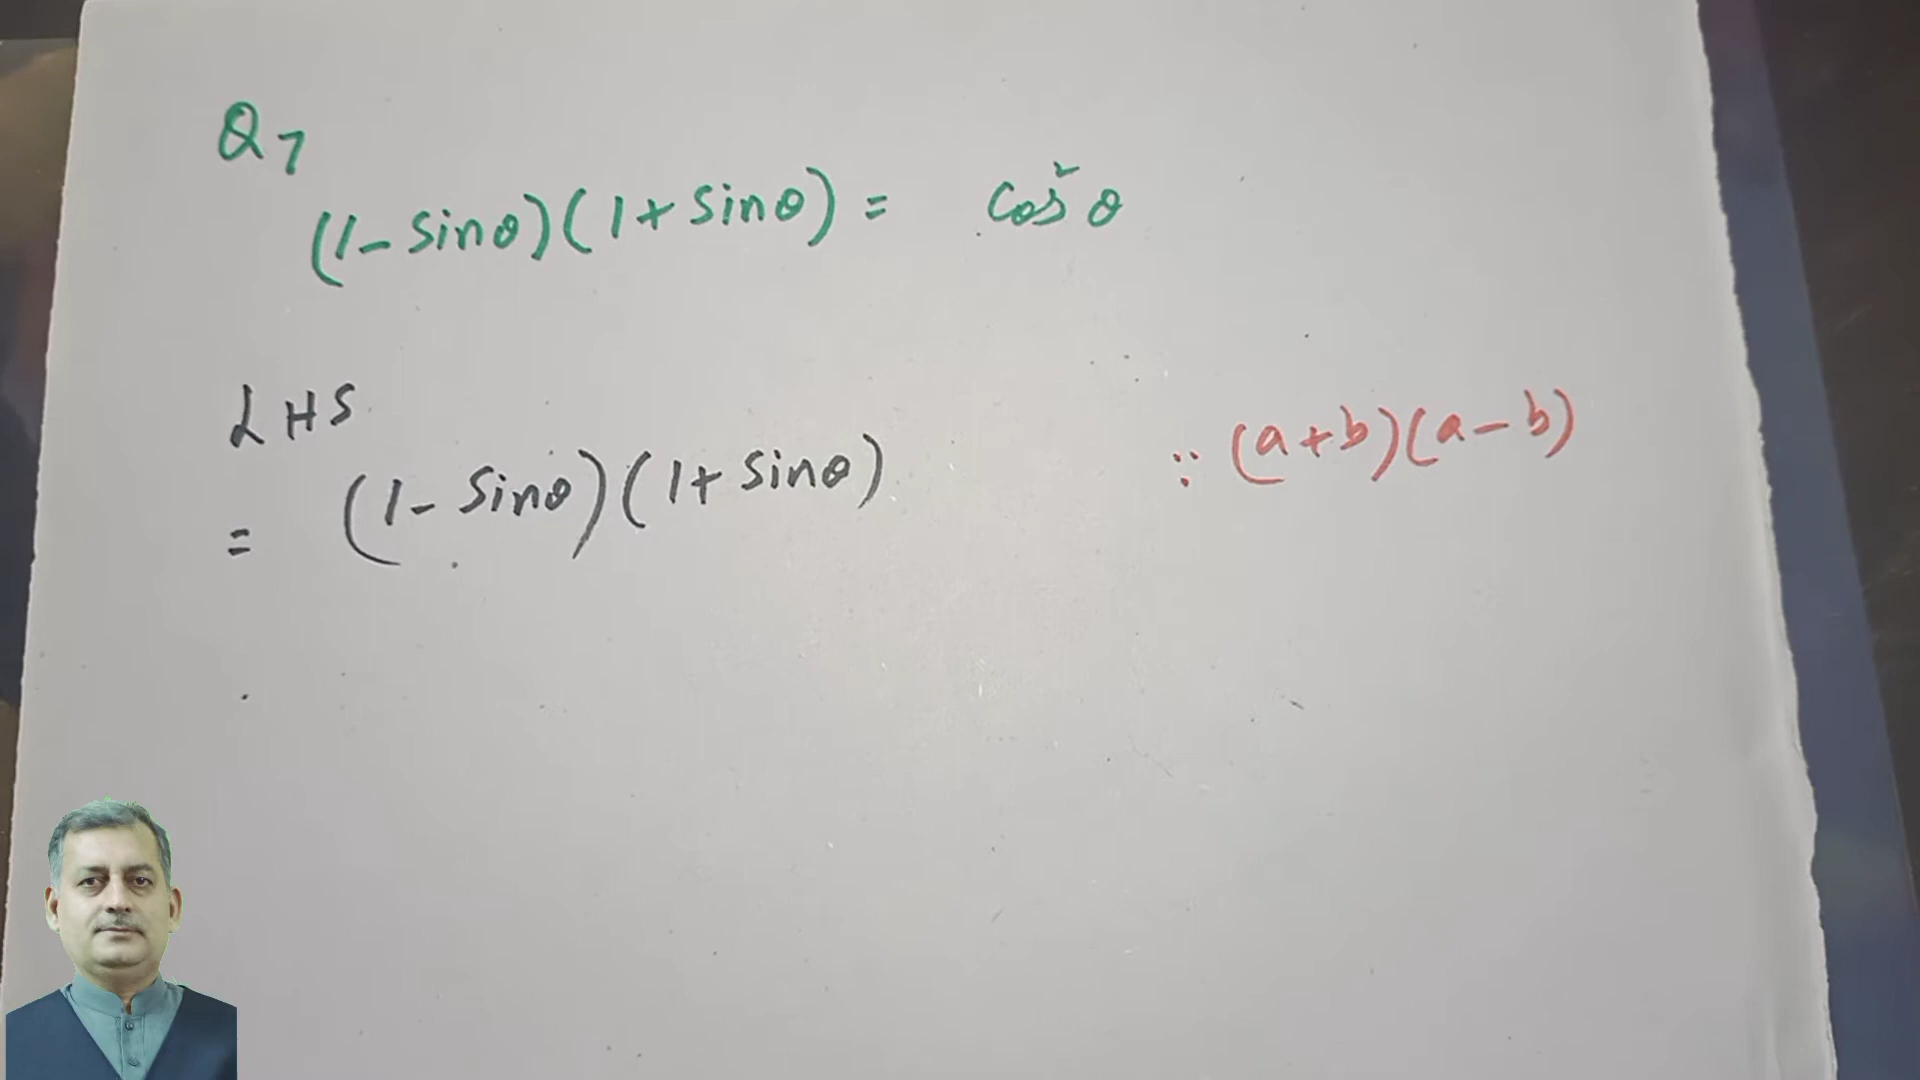 Q7
(1 - sinθ)(1 + sinθ) = cos²θ
LHS
= (1 - sinθ)(1 + sinθ)
∵ (a + b)(a - b)